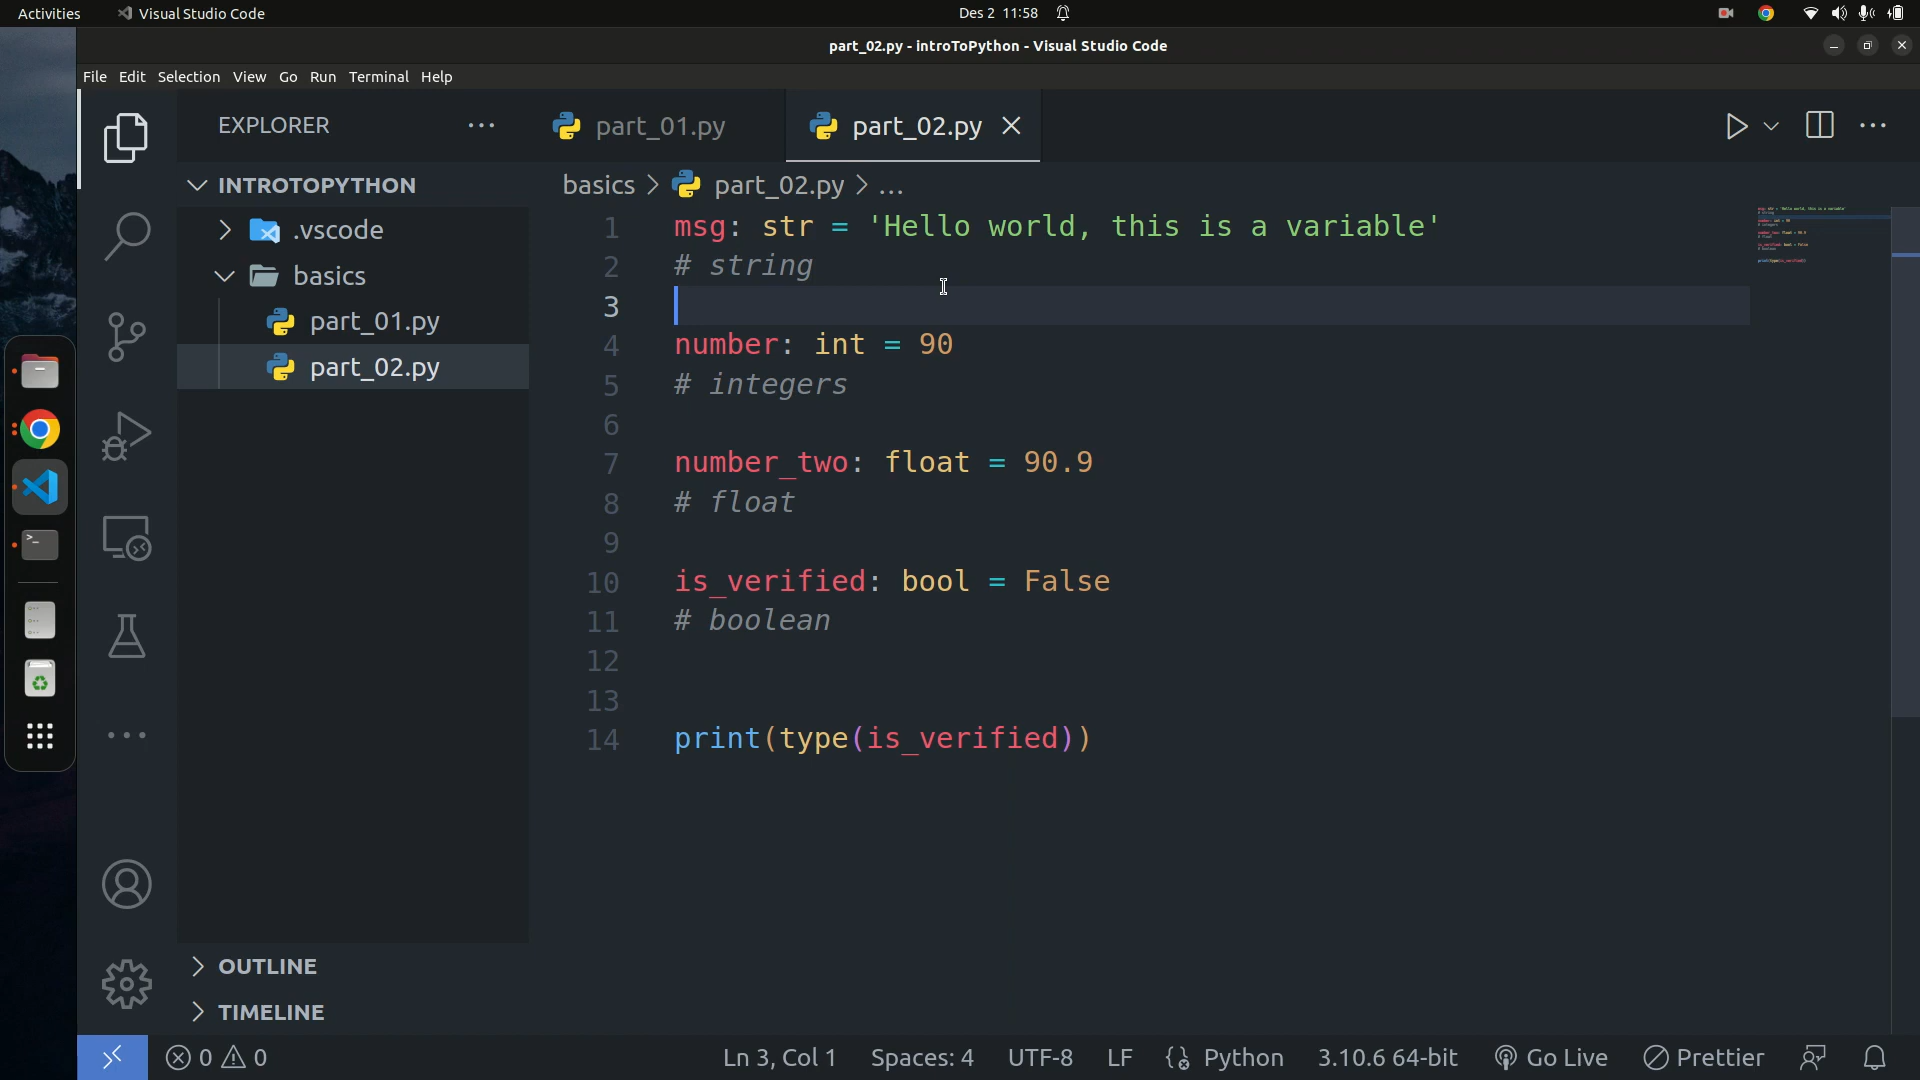 Activities
Visual Studio Code
Des 2 11:58
part_02.py - introToPython - Visual Studio Code
File Edit Selection View Go Run Terminal Help
EXPLORER
part_01.py
part_02.py
INTROTOPYTHON
basics > part_02.py > ...
.vscode
basics
part_01.py
part_02.py
1 msg: str = 'Hello world, this is a variable'
2 # string
3
4 number: int = 90
5 # integers
6
7 number_two: float = 90.9
8 # float
9
10 is_verified: bool = False
11 # boolean
12
13
14 print(type(is_verified))
OUTLINE
TIMELINE
0 0
Ln 3, Col 1
Spaces: 4
UTF-8
LF
Python
3.10.6 64-bit
Go Live
Prettier